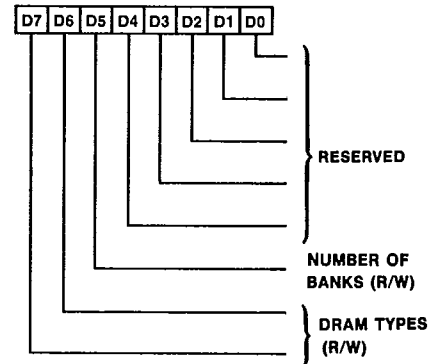 D7 D6 D5 D4 D3 D2 D1 D0
RESERVED
NUMBER OF
BANKS (R/W)
DRAM TYPES
(R/W)